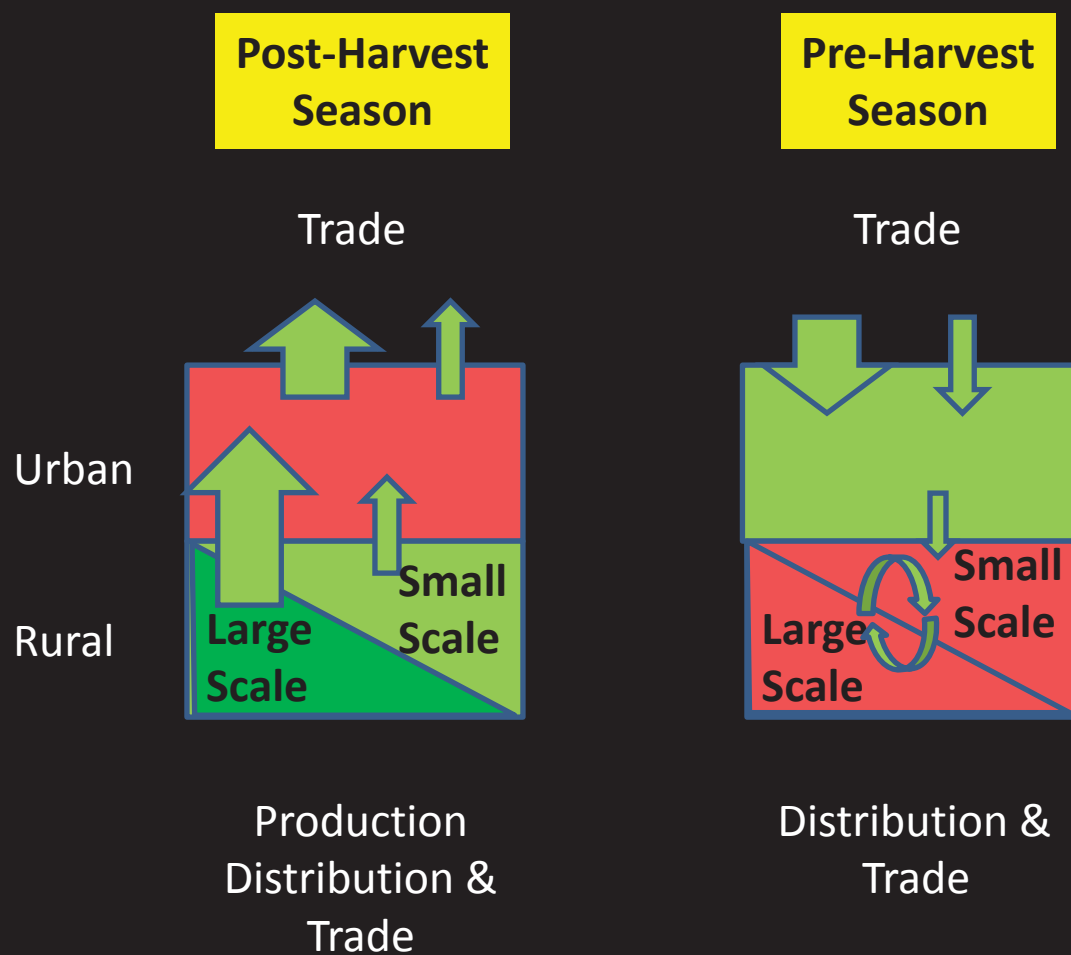 Post-Harvest
Season
Pre-Harvest
Season
Trade
Trade
Urban
Rural
Large
Scale
Small
Scale
Large
Scale
Small
Scale
Production
Distribution &
Trade
Distribution &
Trade